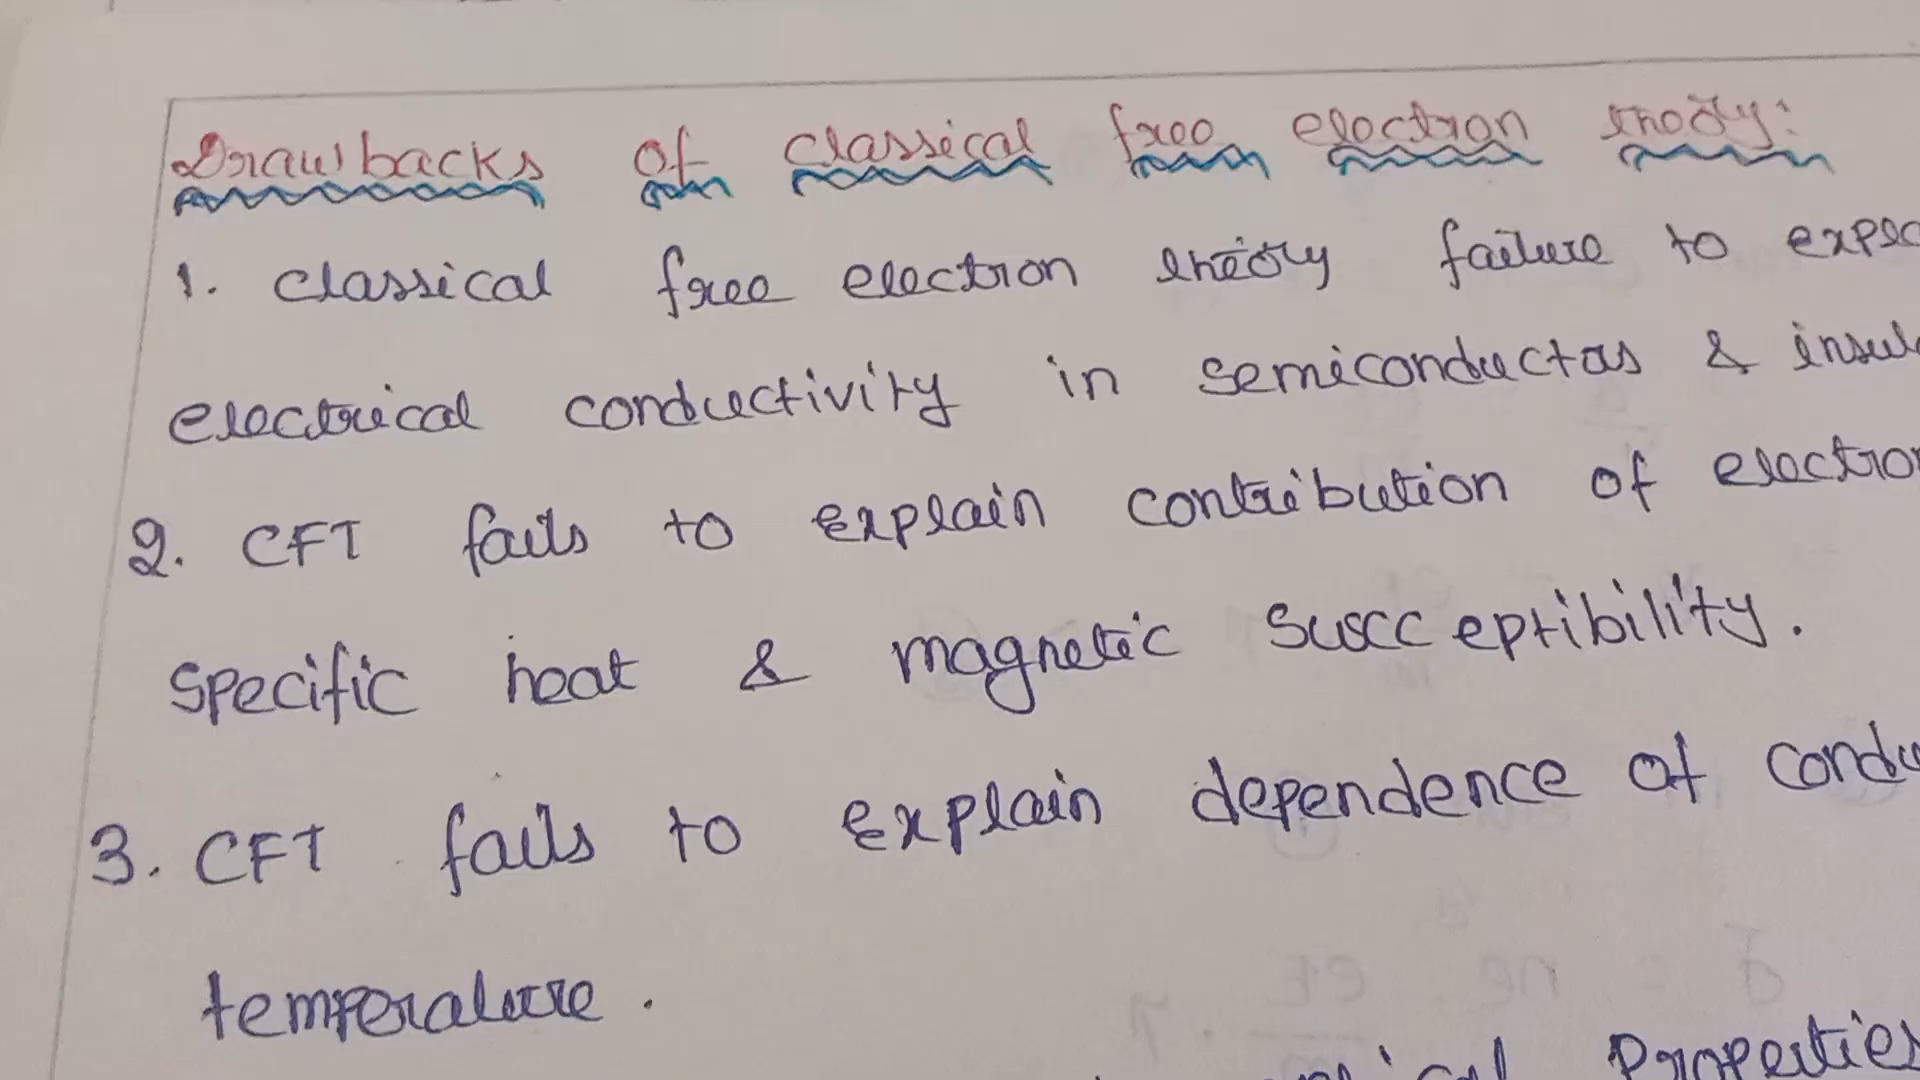 Drawbacks of classical free electron theory:
1. classical free electron theory failure to
electrical conductivity in semiconductors &
2. CFT fails to explain contribution of
specific heat & magnetic succeptibility.
3. CFT fails to explain dependence of
temperature.
Properties